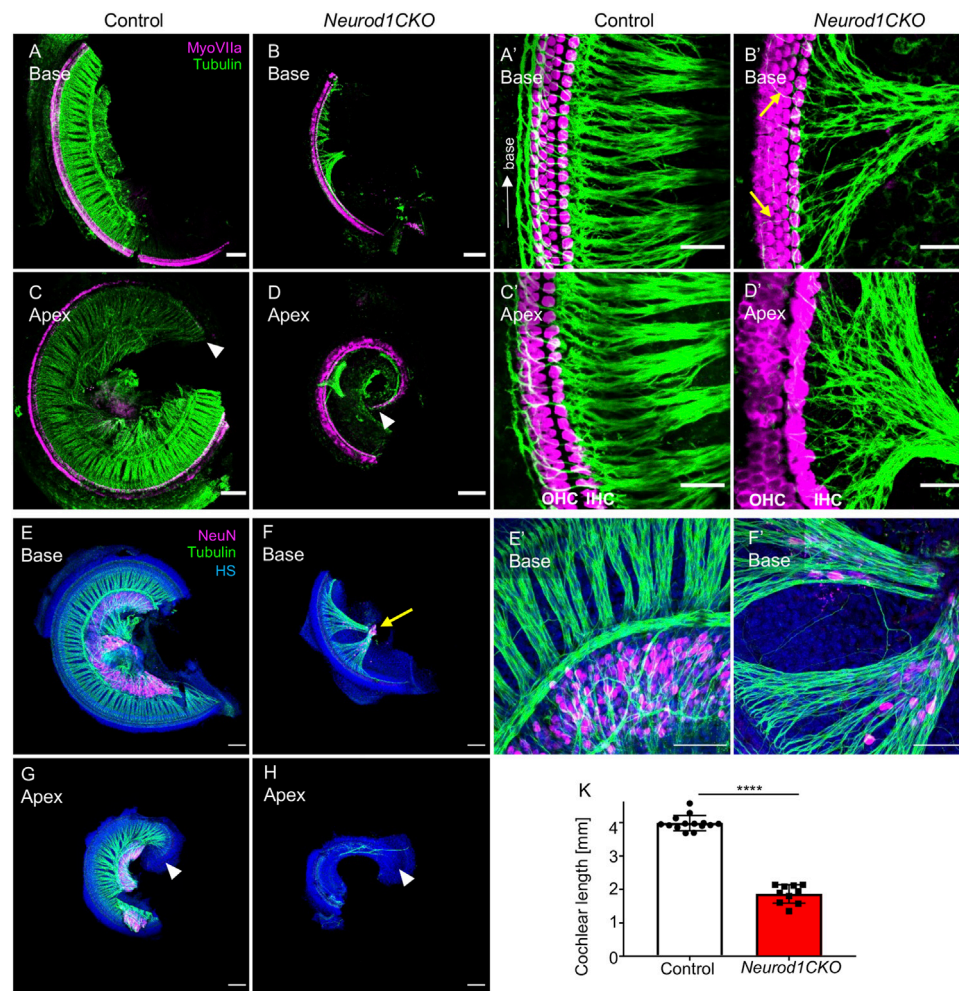 Control Neurod1CKO Control Neurod1CKO
A MyoVIIa
Base Tubulin
B
Base
A'
Base
base
B'
Base
C
Apex
D
Apex
C'
Apex
OHC IHC
D'
Apex
OHC IHC
E NeuN
Base Tubulin
HS
F
Base
E'
Base
F'
Base
G
Apex
H
Apex
K
****
Cochlear length [mm]
4
3
2
1
0
Control Neurod1CKO